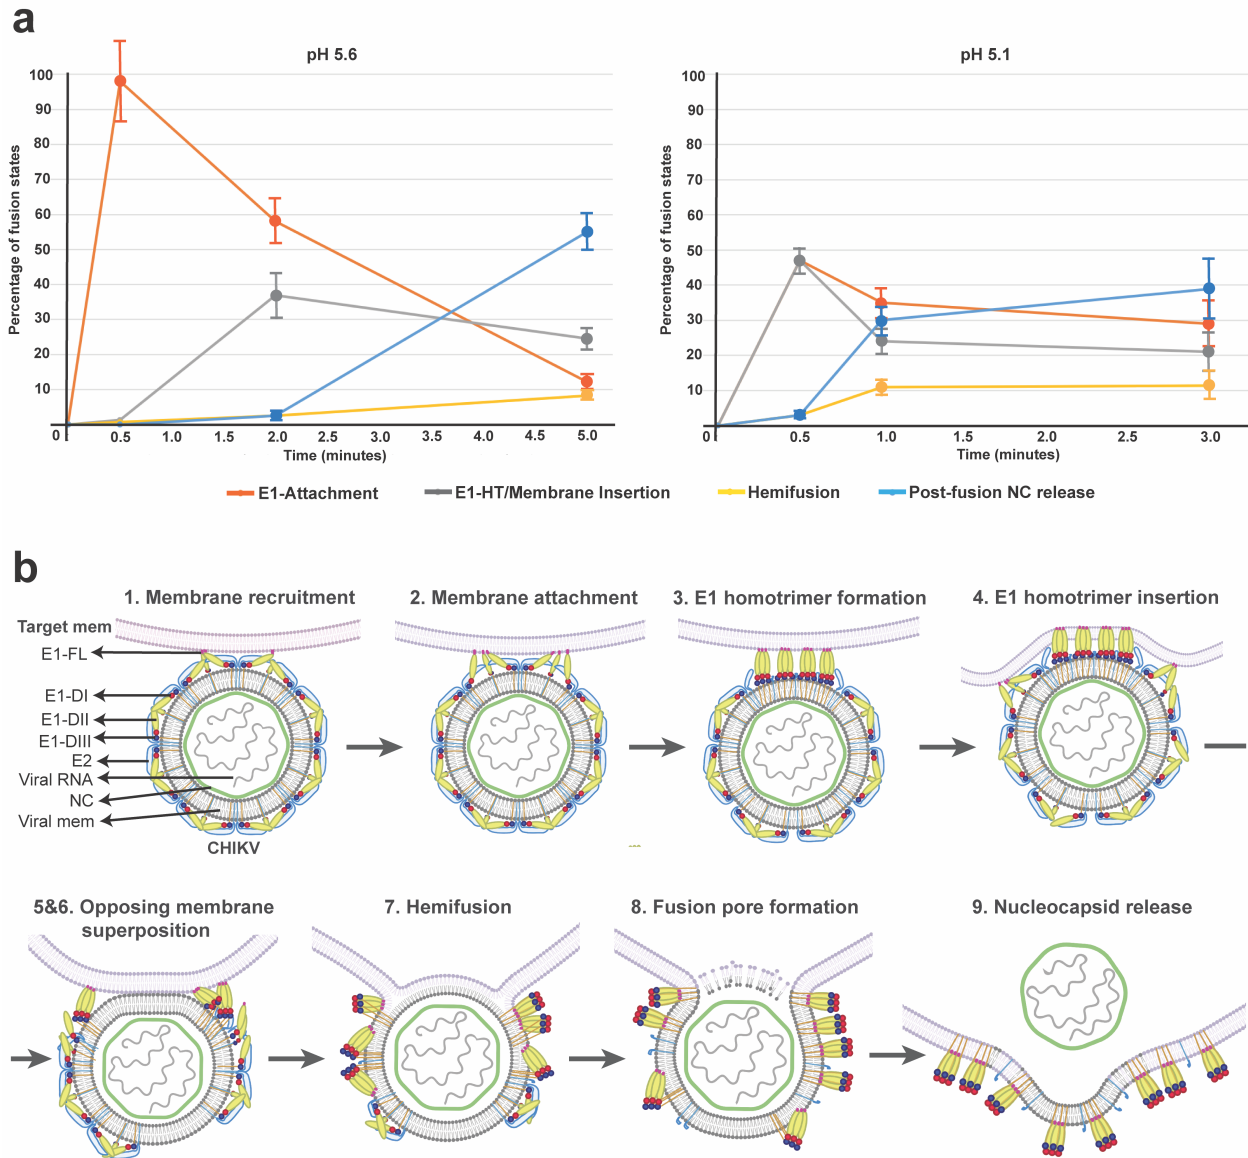 a
pH 5.6
pH 5.1
Percentage of fusion states
100
90
80
70
60
50
40
30
20
10
0
0.5
1.0
1.5
2.0
2.5
3.0
3.5
4.0
4.5
5.0
Time (minutes)
Percentage of fusion states
100
90
80
70
60
50
40
30
20
10
0
0.5
1.0
1.5
2.0
2.5
3.0
Time (minutes)
E1-Attachment
E1-HT/Membrane Insertion
Hemifusion
Post-fusion NC release
b
1. Membrane recruitment
2. Membrane attachment
3. E1 homotrimer formation
4. E1 homotrimer insertion
Target mem
E1-FL
E1-DI
E1-DII
E1-DIII
E2
Viral RNA
NC
Viral mem
CHIKV
5&6. Opposing membrane
superposition
7. Hemifusion
8. Fusion pore formation
9. Nucleocapsid release